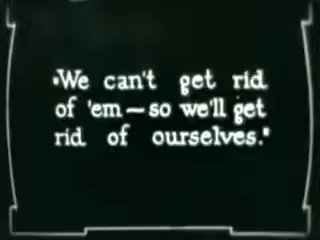 "We can't get rid
of 'em — so we'll get
rid of ourselves."